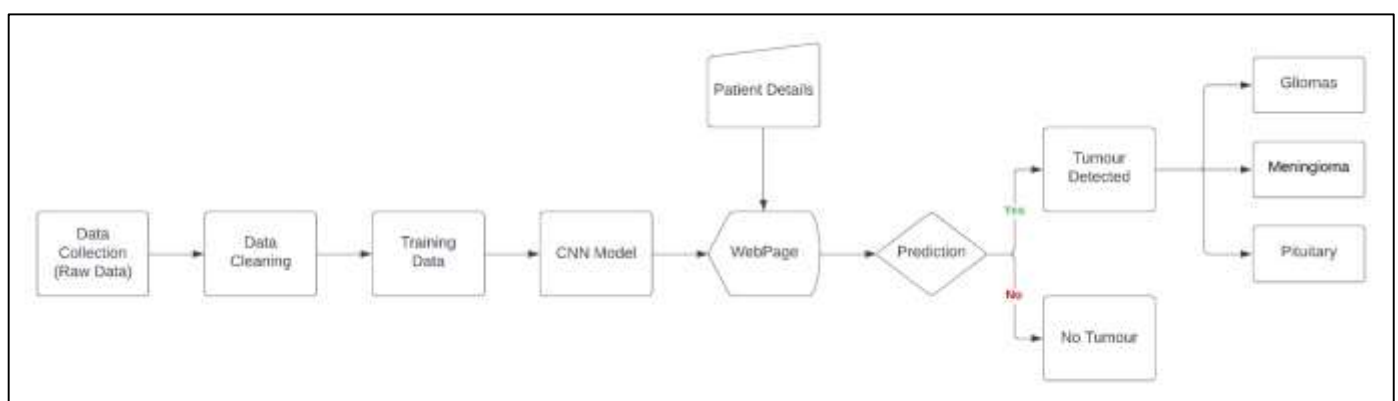 Patient Details
Gliomas
Tumour
Detected
Meningioma
Yes
Data
Collection
(Raw Data)
Data
Cleaning
Training
Data
CNN Model
WebPage
Prediction
Pituitary
No
No Tumour